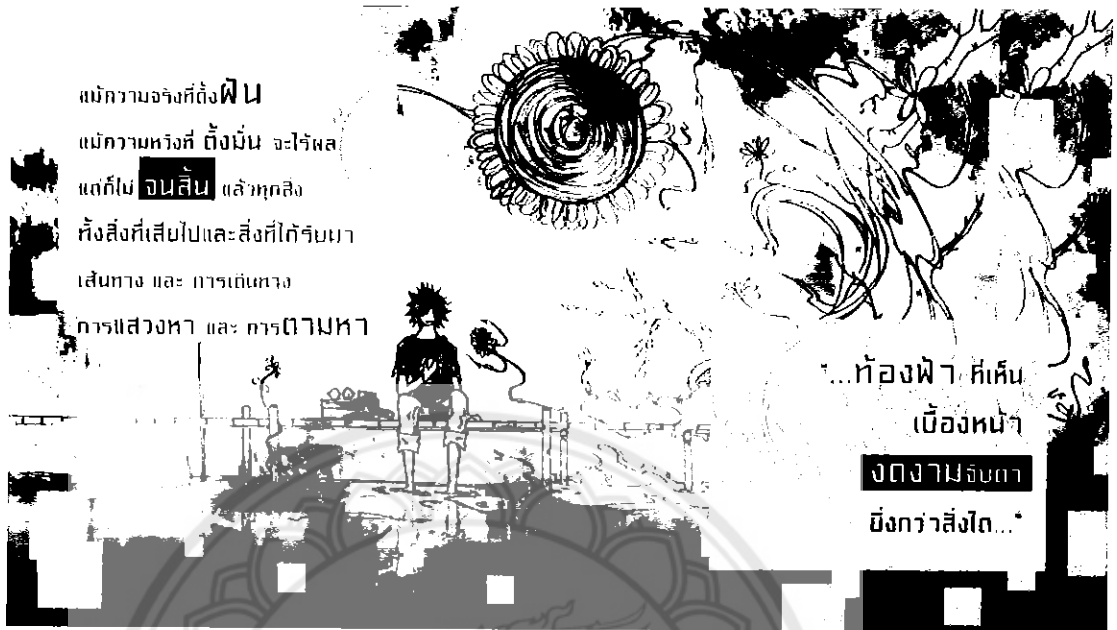 แม้ความจริงที่ตั้งฝัน
แม้ความหวังที่ ตั้งมั่น จะไร้ผล
แต่ก็ไม่ จนสิ้น แล้วทุกสิ่ง
ทั้งสิ่งที่เสียไปและสิ่งที่ได้รับมา
เส้นทาง และ การเดินทาง
การแสวงหา และ การตามหา
"...ท้องฟ้า ที่เห็น
เบื้องหน้า
งดงามจับตา
ยิ่งกว่าสิ่งใด..."